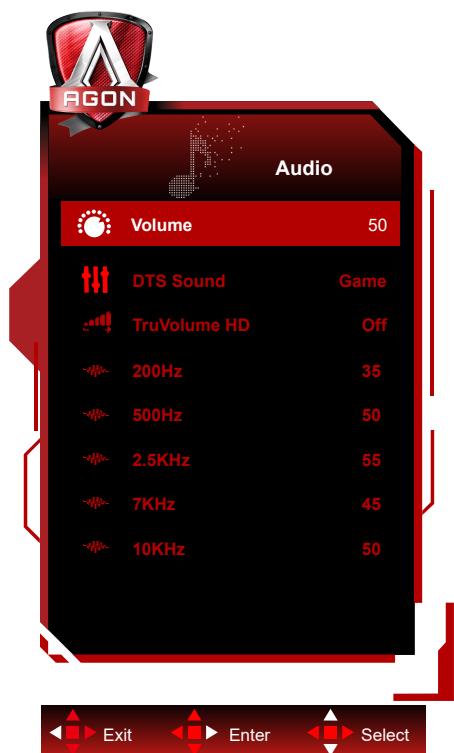 AGON
Audio
Volume 50
DTS Sound Game
TruVolume HD Off
200Hz 35
500Hz 50
2.5KHz 55
7KHz 45
10KHz 50
Exit Enter Select